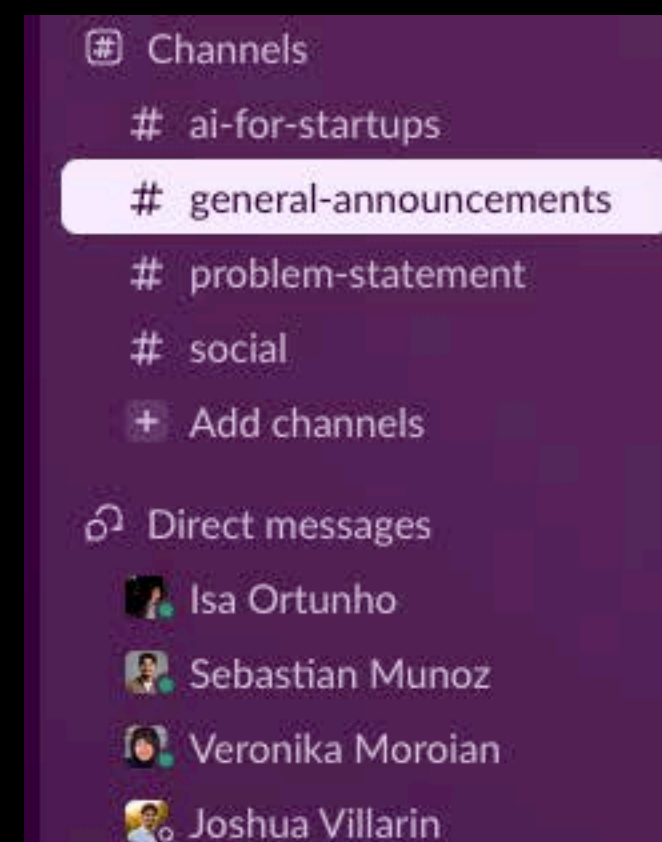 Channels
# ai-for-startups
# general-announcements
# problem-statement
# social
+ Add channels
Direct messages
Isa Ortunho
Sebastian Munoz
Veronika Moroian
Joshua Villarin